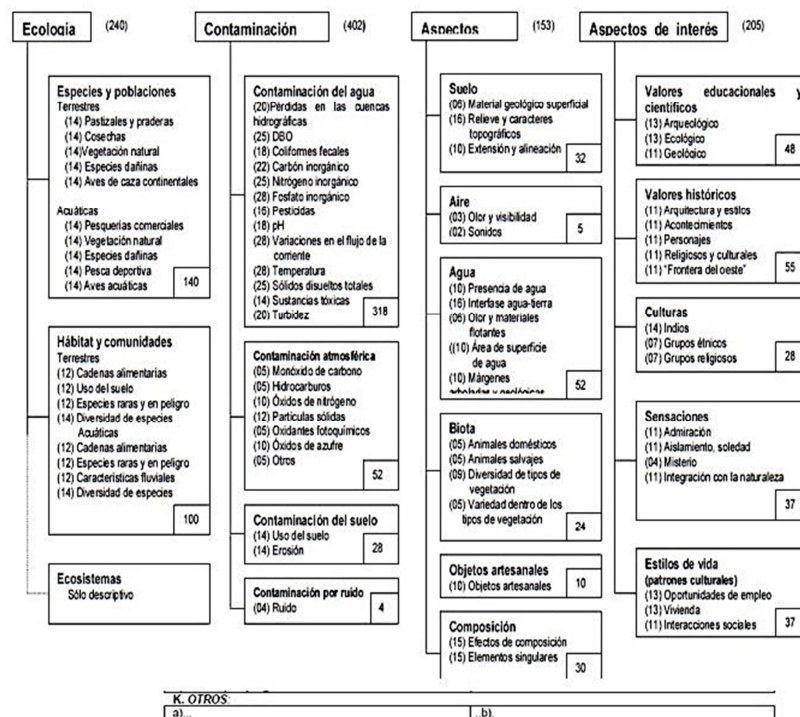 Ecología (240)
Especies y poblaciones
Terrestres
(14) Pastizales y praderas
(14) Cosechas
(14)Vegetación natural
(14) Especies dañinas
(14) Aves de caza continentales
Acuáticas
(14) Pesquerías comerciales
(14) Vegetación natural
(14) Especies dañinas
(14) Pesca deportiva
(14) Aves acuáticas
140
Hábitat y comunidades
Terrestres
(12) Cadenas alimentarias
(12) Uso del suelo
(12) Especies raras y en peligro
(14) Diversidad de especies
Acuáticas
(12) Cadenas alimentarias
(12) Especies raras y en peligro
(12) Características fluviales
(14) Diversidad de especies
100
Ecosistemas
Sólo descriptivo
Contaminación (402)
Contaminación del agua
(20)Pérdidas en las cuencas
hidrográficas
(25) DBO
(18) Coliformes fecales
(22) Carbón inorgánico
(25) Nitrógeno inorgánico
(28) Fosfato inorgánico
(16) Pesticidas
(18) pH
(28) Variaciones en el flujo de la
corriente
(28) Temperatura
(25) Sólidos disueltos totales
(14) Sustancias tóxicas
(20) Turbidez
318
Contaminación atmosférica
(05) Monóxido de carbono
(05) Hidrocarburos
(10) Óxidos de nitrógeno
(12) Partículas sólidas
(05) Oxidantes fotoquímicos
(10) Óxidos de azufre
(05) Otros
52
Contaminación del suelo
(14) Uso del suelo
(14) Erosión
28
Contaminación por ruido
(04) Ruido
4
Aspectos (153)
Suelo
(06) Material geológico superficial
(16) Relieve y caracteres
topográficos
(10) Extensión y alineación
32
Aire
(03) Olor y visibilidad
(02) Sonidos
5
Agua
(10) Presencia de agua
(16) Interfase agua-tierra
(06) Olor y materiales
flotantes
((10) Área de superficie
de agua
(10) Márgenes
arboladas y geológicas
52
Biota
(05) Animales domésticos
(05) Animales salvajes
(09) Diversidad de tipos de
vegetación
(05) Variedad dentro de los
tipos de vegetación
24
Objetos artesanales
(10) Objetos artesanales
10
Composición
(15) Efectos de composición
(15) Elementos singulares
30
Aspectos de interés (205)
Valores educacionales y
científicos
(13) Arqueológico
(13) Ecológico
(11) Geológico
48
Valores históricos
(11) Arquitectura y estilos
(11) Acontecimientos
(11) Personajes
(11) Religiosos y culturales
(11) "Frontera del oeste"
55
Culturas
(14) Indios
(07) Grupos étnicos
(07) Grupos religiosos
28
Sensaciones
(11) Admiración
(11) Aislamiento, soledad
(04) Misterio
(11) Integración con la naturaleza
37
Estilos de vida
(patrones culturales)
(13) Oportunidades de empleo
(13) Vivienda
(11) Interacciones sociales
37
K. OTROS:
a)... b).